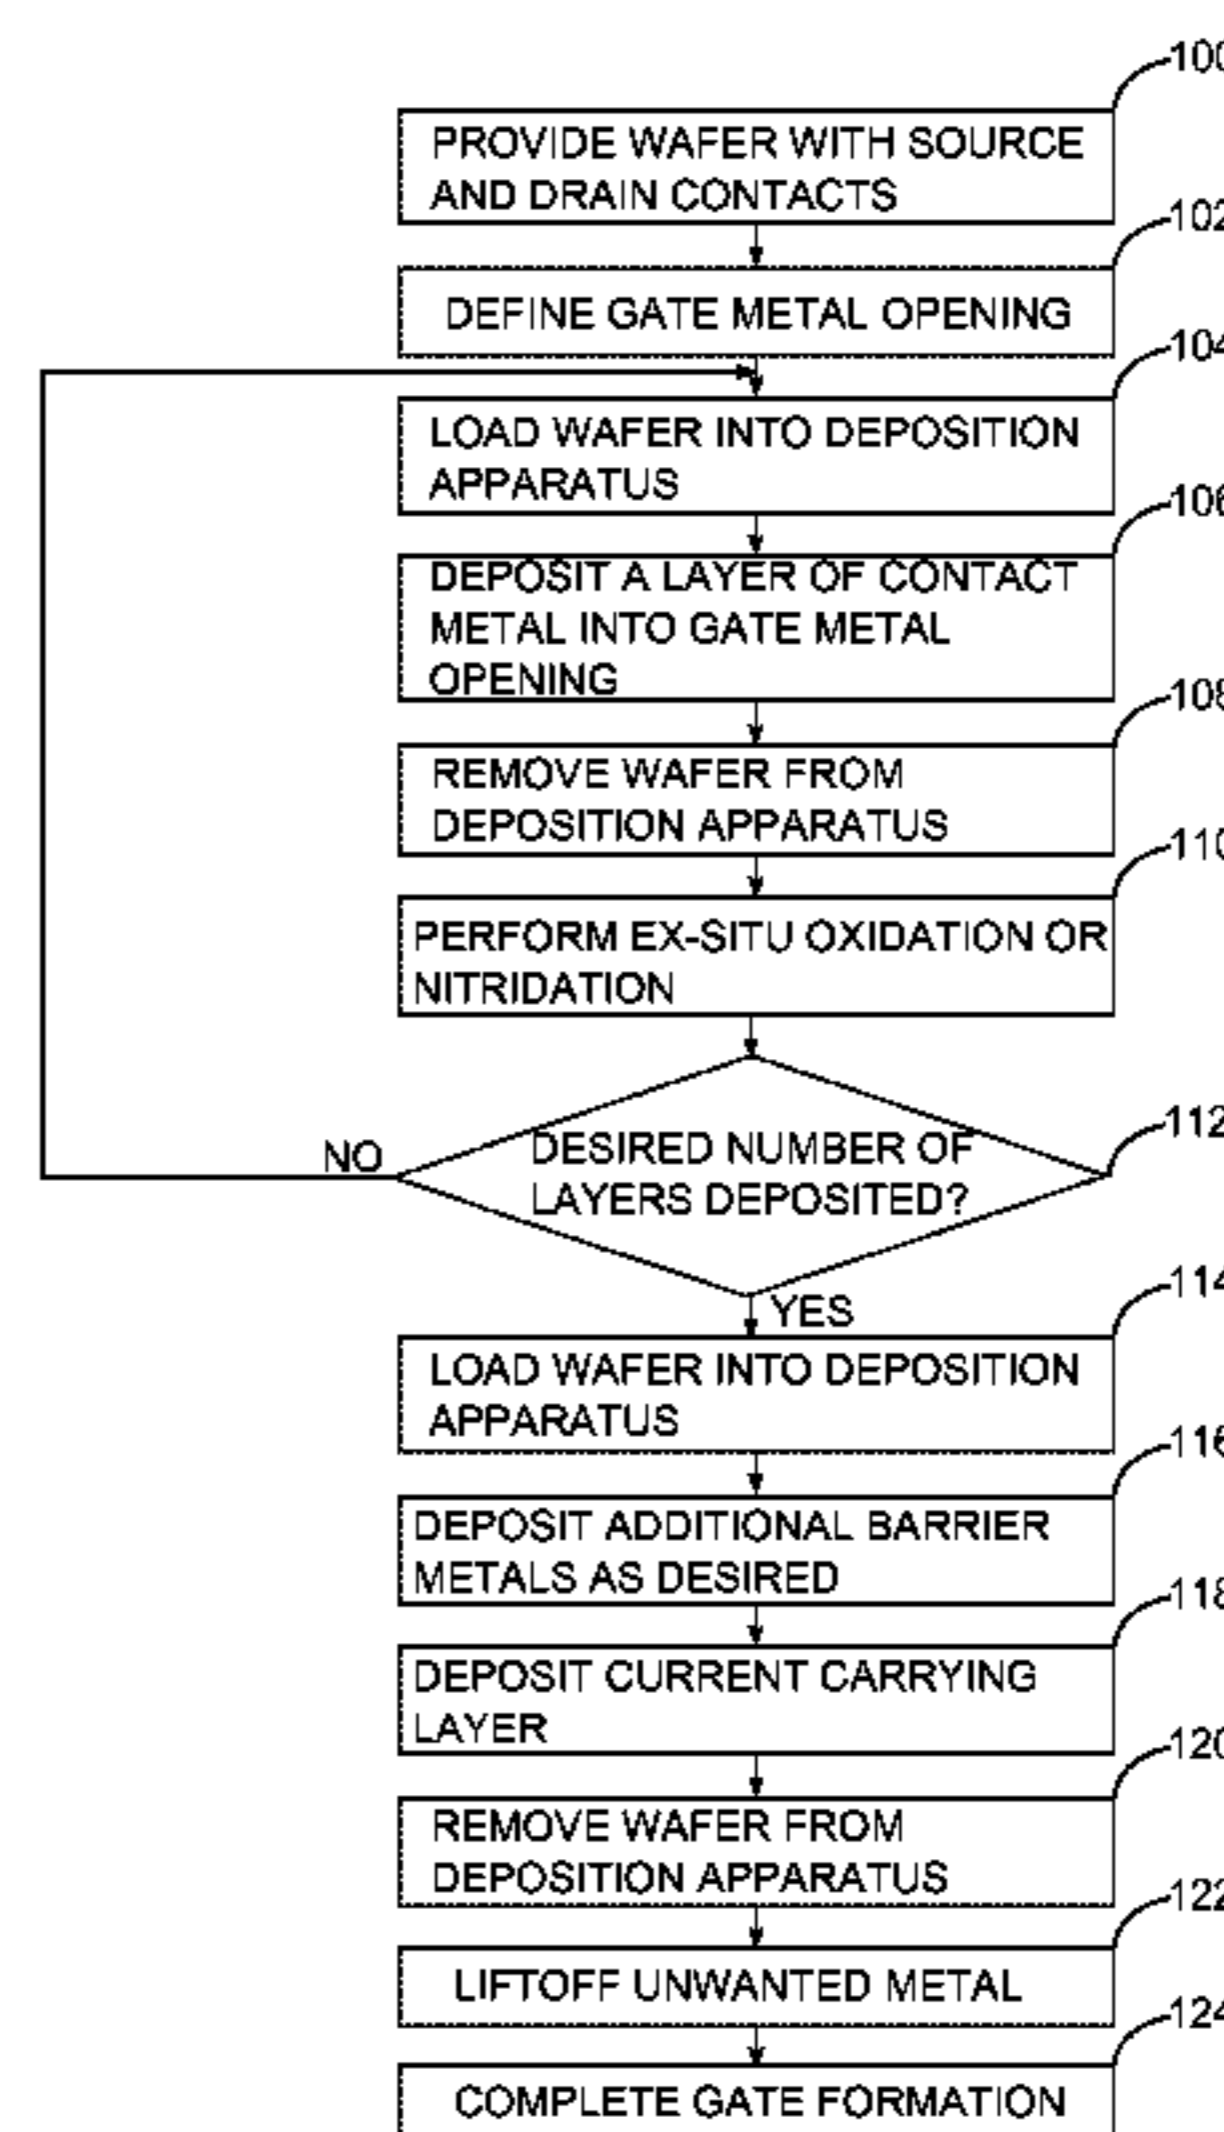 100
PROVIDE WAFER WITH SOURCE
AND DRAIN CONTACTS
102
DEFINE GATE METAL OPENING
104
LOAD WAFER INTO DEPOSITION
APPARATUS
106
DEPOSIT A LAYER OF CONTACT
METAL INTO GATE METAL
OPENING
108
REMOVE WAFER FROM
DEPOSITION APPARATUS
110
PERFORM EX-SITU OXIDATION OR
NITRIDATION
112
DESIRED NUMBER OF
LAYERS DEPOSITED?
NO
YES
114
LOAD WAFER INTO DEPOSITION
APPARATUS
116
DEPOSIT ADDITIONAL BARRIER
METALS AS DESIRED
118
DEPOSIT CURRENT CARRYING
LAYER
120
REMOVE WAFER FROM
DEPOSITION APPARATUS
122
LIFTOFF UNWANTED METAL
124
COMPLETE GATE FORMATION